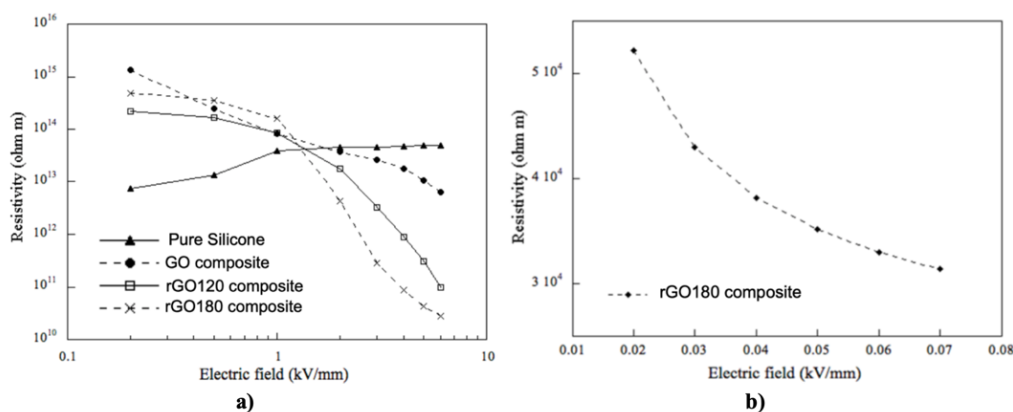 10^16
10^15
10^14
10^13
10^12
10^11
10^10
Resistivity (ohm m)
Pure Silicone
GO composite
rGO120 composite
rGO180 composite
0.1 1 10
Electric field (kV/mm)
a)
5 10^4
4 10^4
3 10^4
Resistivity (ohm m)
rGO180 composite
0.01 0.02 0.03 0.04 0.05 0.06 0.07 0.08
Electric field (kV/mm)
b)